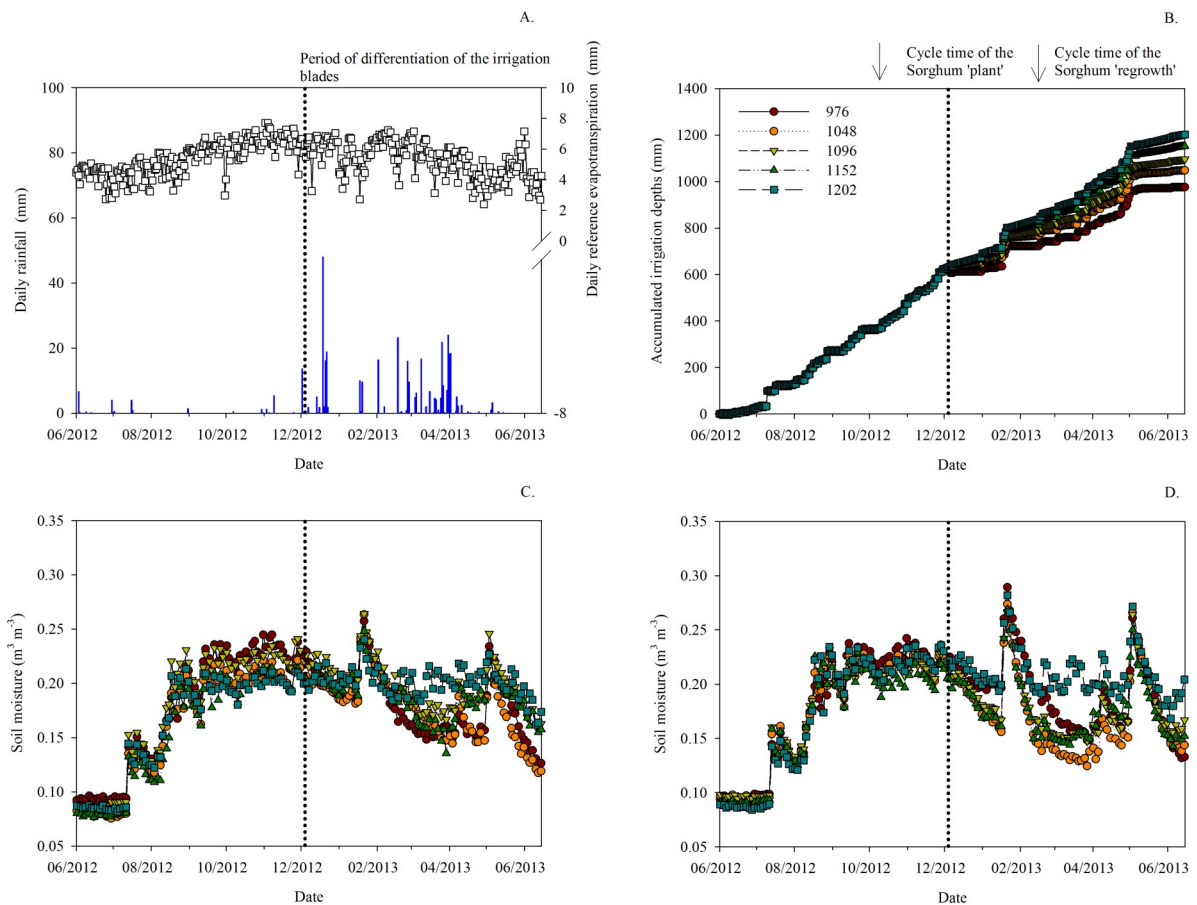 A.
Period of differentiation of the irrigation
blades
100
80
60
40
20
0
10
8
6
4
2
0
-8
Daily rainfall (mm)
Daily reference evapotranspiration (mm)
06/2012 08/2012 10/2012 12/2012 02/2013 04/2013 06/2013
Date
B.
Cycle time of the
Sorghum 'plant'
Cycle time of the
Sorghum 'regrowth'
1400
1200
1000
800
600
400
200
0
Accumulated irrigation depths (mm)
976
1048
1096
1152
1202
06/2012 08/2012 10/2012 12/2012 02/2013 04/2013 06/2013
Date
C.
0.35
0.30
0.25
0.20
0.15
0.10
0.05
Soil moisture (m³ m⁻³)
06/2012 08/2012 10/2012 12/2012 02/2013 04/2013 06/2013
Date
D.
0.35
0.30
0.25
0.20
0.15
0.10
0.05
Soil moisture (m³ m⁻³)
06/2012 08/2012 10/2012 12/2012 02/2013 04/2013 06/2013
Date